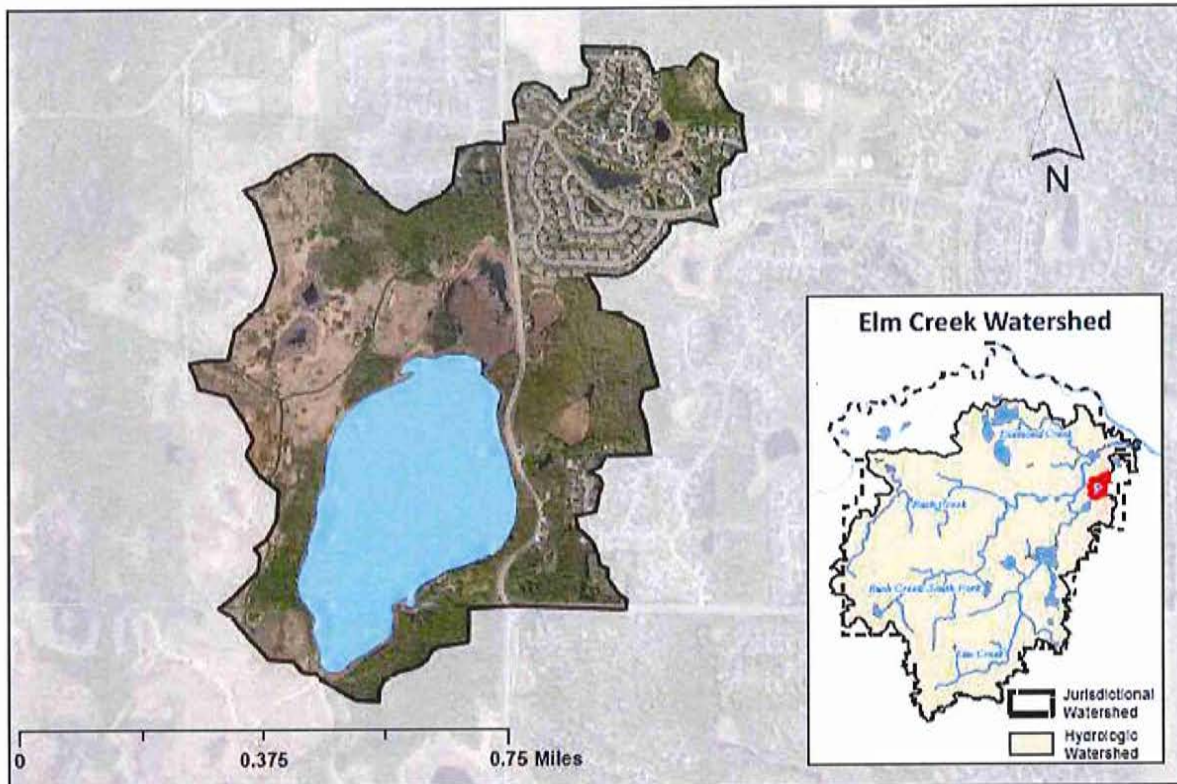 N
Elm Creek Watershed
Diamond Creek
Rush Creek
Rush Creek South Fork
Elm Creek
Jurisdictional
Watershed
Hydrologic
Watershed
0
0.375
0.75 Miles